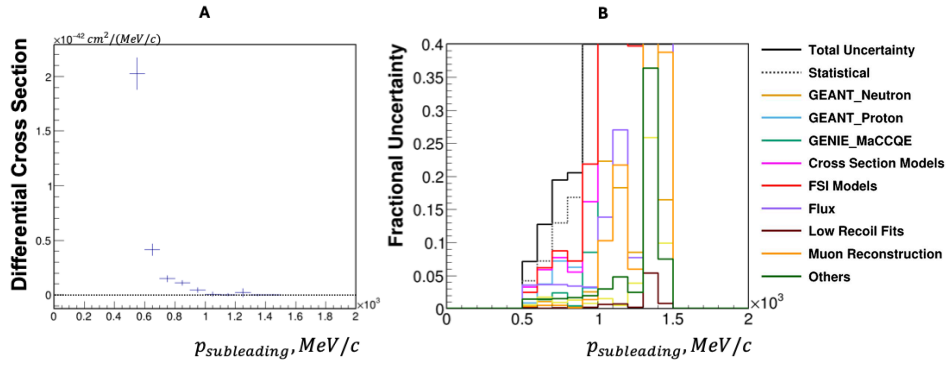 A
B
×10⁻⁴² cm²/(MeV/c)
Differential Cross Section
2
1.5
1
0.5
0
0 0.2 0.4 0.6 0.8 1 1.2 1.4 1.6 1.8 2
×10³
p_subleading, MeV/c
Fractional Uncertainty
0.4
0.35
0.3
0.25
0.2
0.15
0.1
0.05
0
0 0.5 1 1.5 2
×10³
p_subleading, MeV/c
Total Uncertainty
Statistical
GEANT_Neutron
GEANT_Proton
GENIE_MaCCQE
Cross Section Models
FSI Models
Flux
Low Recoil Fits
Muon Reconstruction
Others